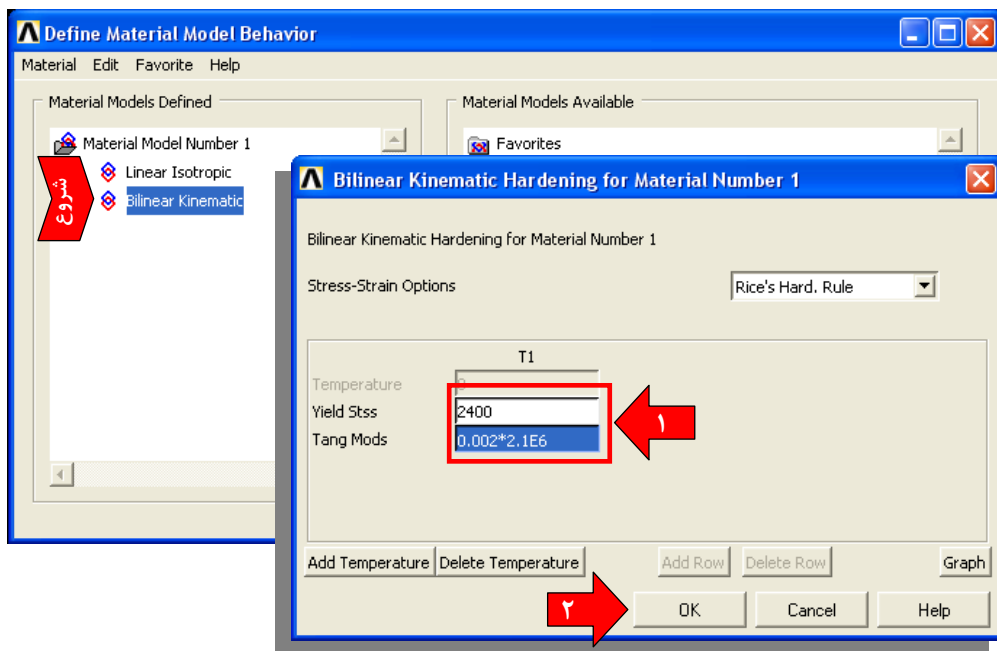 Define Material Model Behavior
Material Edit Favorite Help
Material Models Defined
Material Models Available
Material Model Number 1
Favorites
Linear Isotropic
Bilinear Kinematic
شروع
Bilinear Kinematic Hardening for Material Number 1
Bilinear Kinematic Hardening for Material Number 1
Stress-Strain Options
Rice's Hard. Rule
T1
Temperature
Yield Stss 2400
Tang Mods 0.002*2.1E6
۱
Add Temperature Delete Temperature Add Row Delete Row Graph
۲
OK Cancel Help